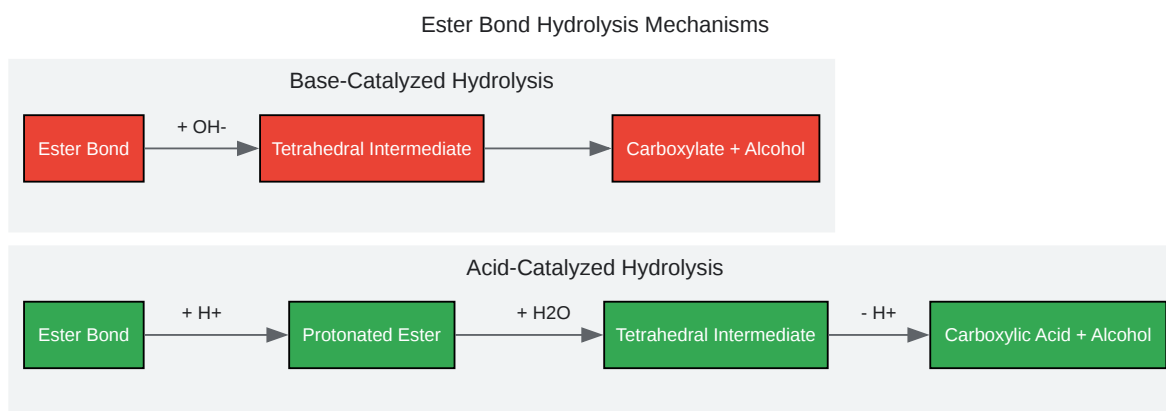 Ester Bond Hydrolysis Mechanisms
Base-Catalyzed Hydrolysis
Ester Bond
+ OH-
Tetrahedral Intermediate
Carboxylate + Alcohol
Acid-Catalyzed Hydrolysis
Ester Bond
+ H+
Protonated Ester
+ H2O
Tetrahedral Intermediate
- H+
Carboxylic Acid + Alcohol